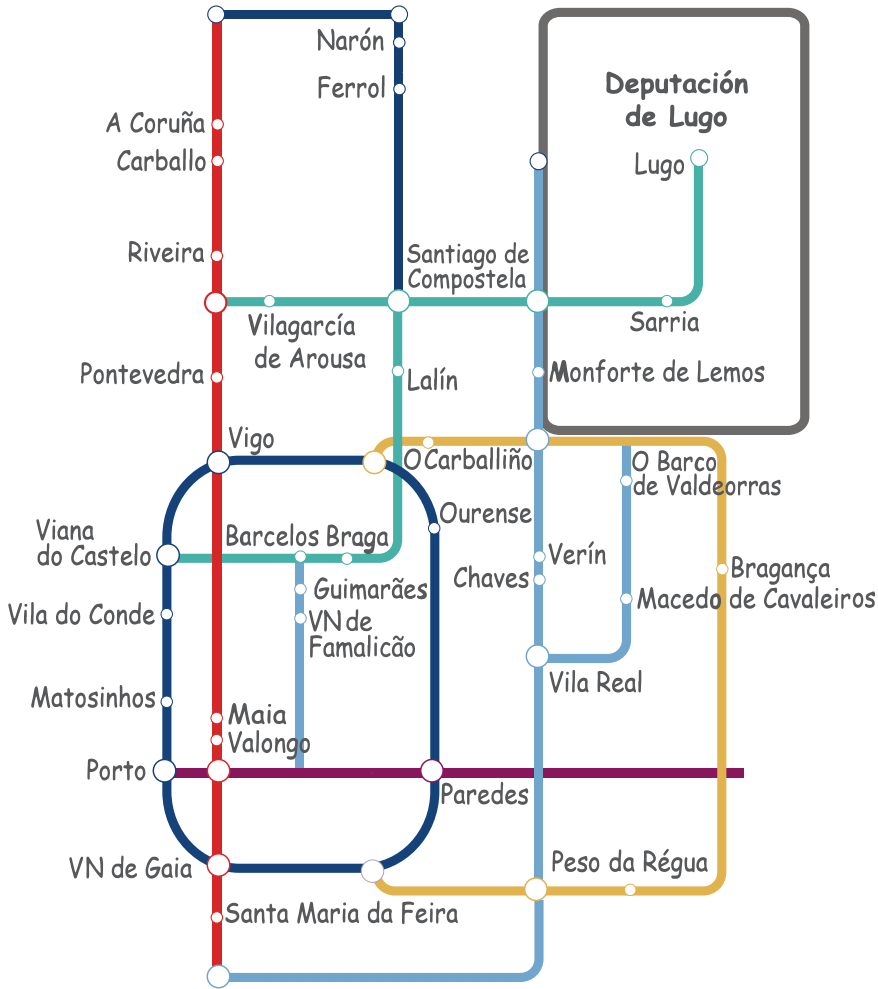 Narón
Deputación
de Lugo
Ferrol
A Coruña
Carballo
Lugo
Riveira
Santiago de
Compostela
Vilagarcía
de Arousa
Sarria
Pontevedra
Lalín
Monforte de Lemos
Vigo
O Carballiño
O Barco
de Valdeorras
Ourense
Viana
do Castelo
Barcelos Braga
Verín
Chaves
Bragança
Guimarães
Macedo de Cavaleiros
Vila do Conde
VN de
Famalicão
Vila Real
Matosinhos
Maia
Valongo
Porto
Paredes
VN de Gaia
Peso da Régua
Santa Maria da Feira